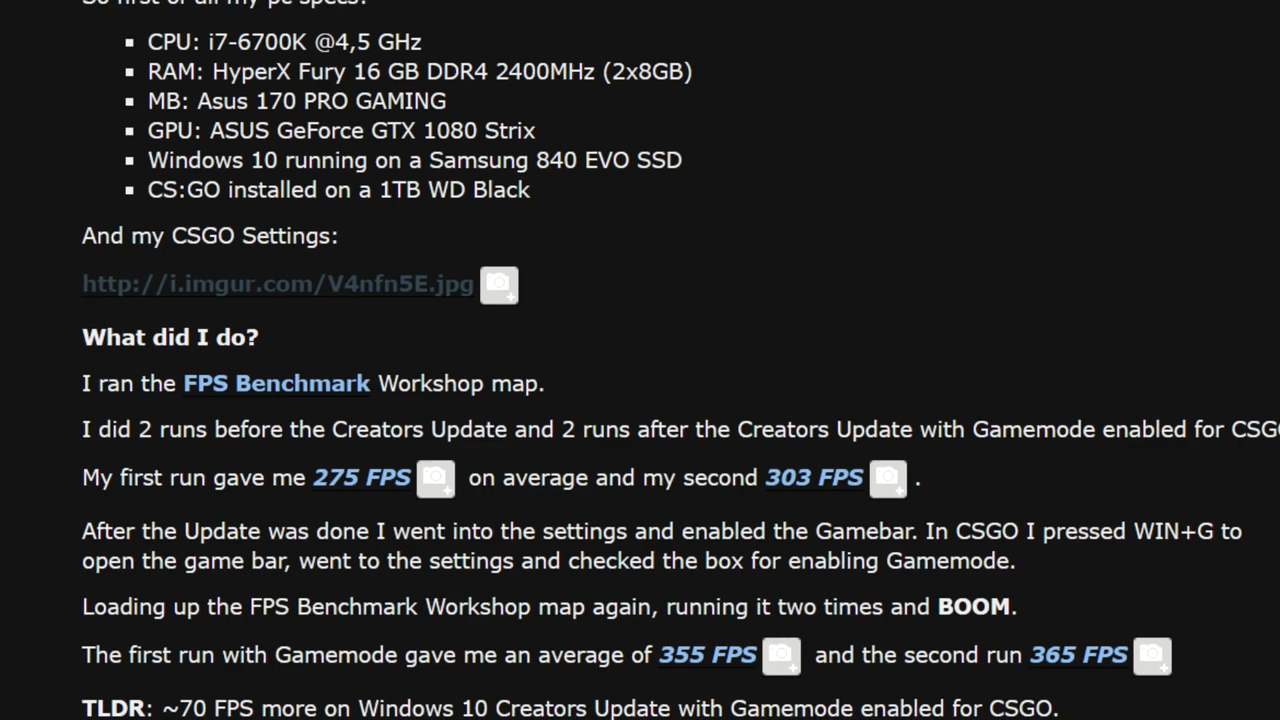 So first of all my pc specs:
CPU: i7-6700K @4,5 GHz
RAM: HyperX Fury 16 GB DDR4 2400MHz (2x8GB)
MB: Asus 170 PRO GAMING
GPU: ASUS GeForce GTX 1080 Strix
Windows 10 running on a Samsung 840 EVO SSD
CS:GO installed on a 1TB WD Black
And my CSGO Settings:
http://i.imgur.com/V4nfn5E.jpg
What did I do?
I ran the FPS Benchmark Workshop map.
I did 2 runs before the Creators Update and 2 runs after the Creators Update with Gamemode enabled for CSGO
My first run gave me 275 FPS on average and my second 303 FPS .
After the Update was done I went into the settings and enabled the Gamebar. In CSGO I pressed WIN+G to
open the game bar, went to the settings and checked the box for enabling Gamemode.
Loading up the FPS Benchmark Workshop map again, running it two times and BOOM.
The first run with Gamemode gave me an average of 355 FPS and the second run 365 FPS
TLDR: ~70 FPS more on Windows 10 Creators Update with Gamemode enabled for CSGO.